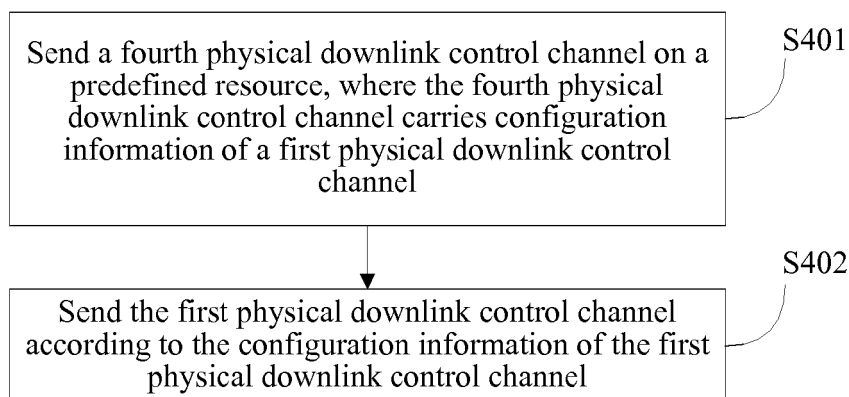 Send a fourth physical downlink control channel on a
predefined resource, where the fourth physical
downlink control channel carries configuration
information of a first physical downlink control
channel
S401
Send the first physical downlink control channel
according to the configuration information of the first
physical downlink control channel
S402